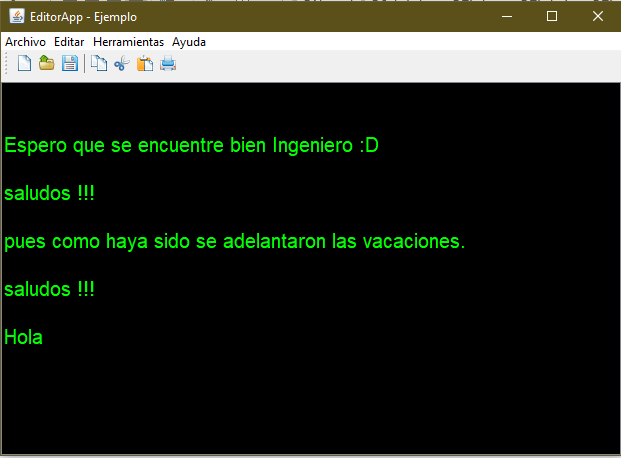 EditorApp - Ejemplo
Archivo Editar Herramientas Ayuda
Espero que se encuentre bien Ingeniero :D
saludos !!!
pues como haya sido se adelantaron las vacaciones.
saludos !!!
Hola